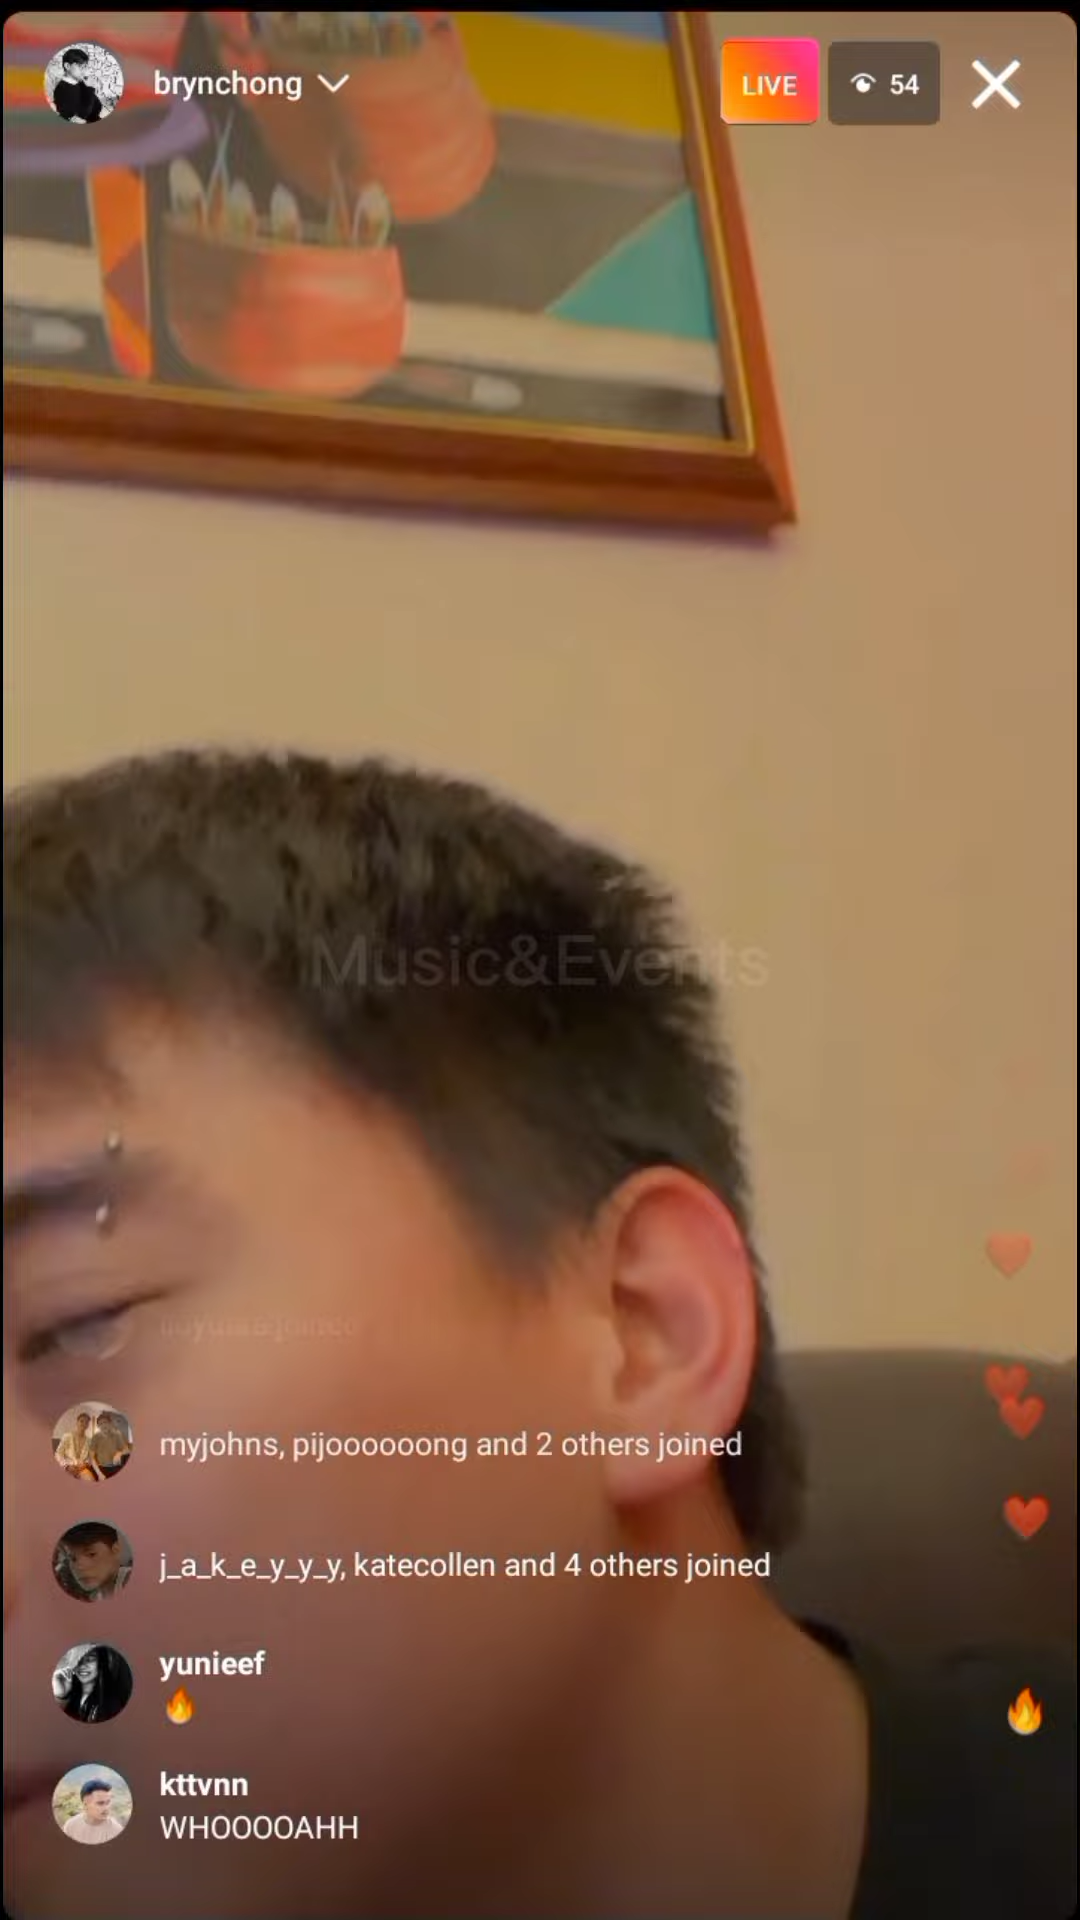 brynchong
LIVE
54
Music&Events
myjohns, pijoooooong and 2 others joined
j_a_k_e_y_y_y, katecollen and 4 others joined
yunieef
🔥
kttvnn
WHOOOOAHH